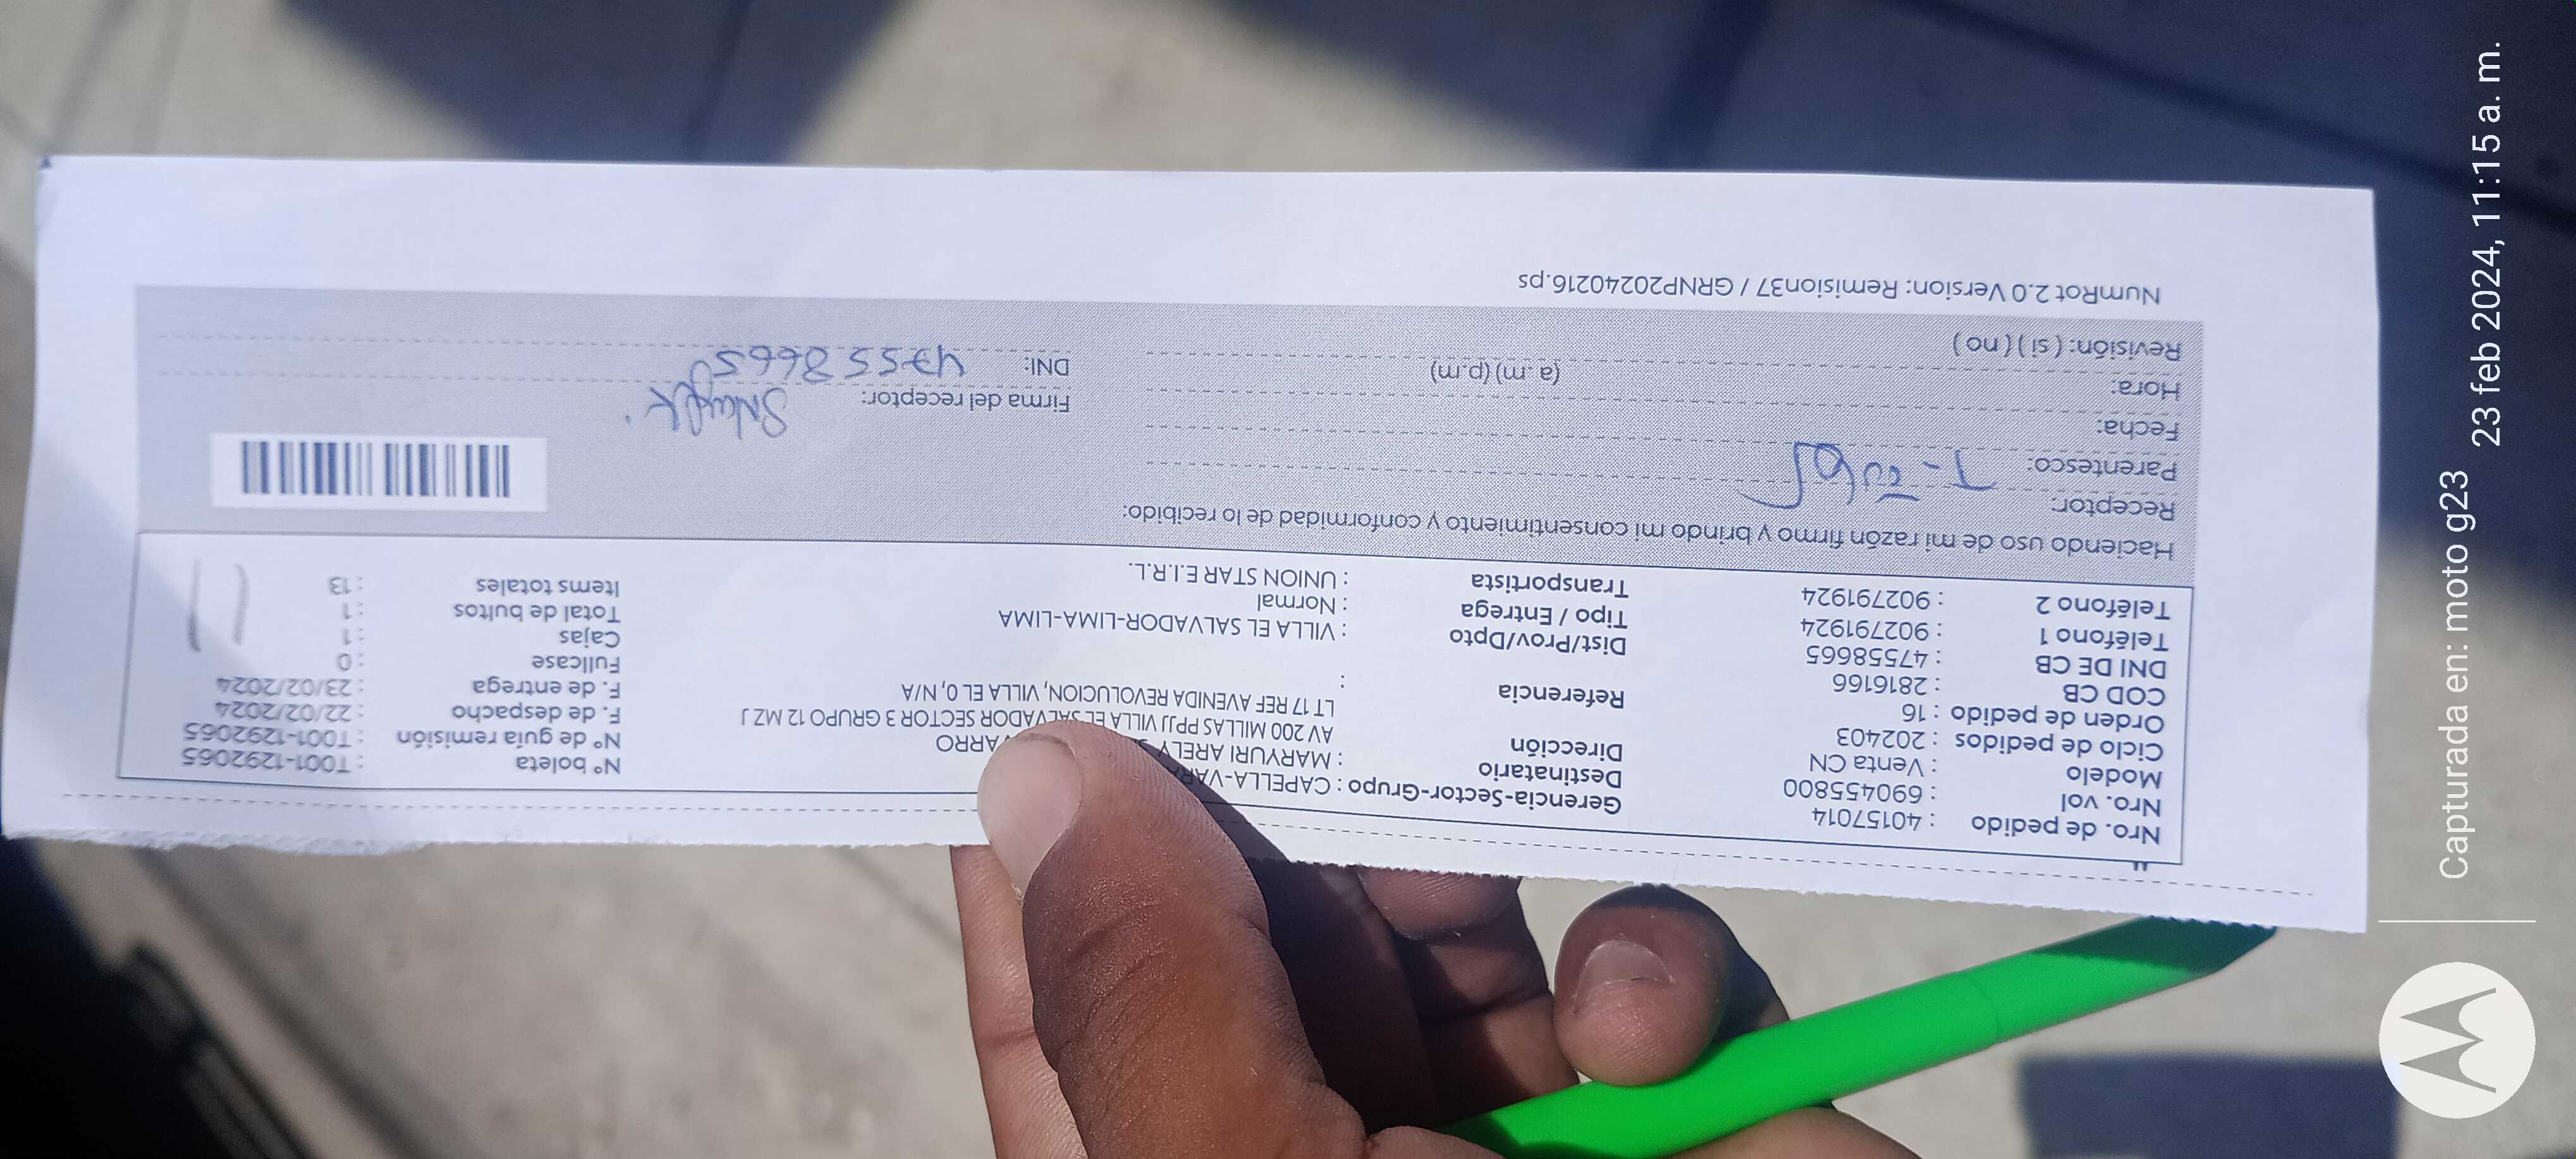 Nro. de pedido : 40157014
Nro. vol : 690455800
Modelo : Venta CN
Ciclo de pedidos : 202403
Orden de pedido : 16
COD CB : 2816166
DNI DE CB : 47558665
Teléfono 1 : 902791924
Teléfono 2 : 902791924
Gerencia-Sector-Grupo : CAPELLA-
Destinatario : MARYURI ARELY
Dirección
AV 200 MILLAS PPJJ VILLA EL SALVADOR SECTOR 3 GRUPO 12 MZ J
LT 17 REF AVENIDA REVOLUCION, VILLA EL 0, N/A
Referencia :
Dist/Prov/Dpto : VILLA EL SALVADOR-LIMA-LIMA
Tipo / Entrega : Normal
Transportista : UNION STAR E.I.R.L.
N° boleta : T001-1292065
N° de guía remisión : T001-1292065
F. de despacho : 22/02/2024
F. de entrega : 23/02/2024
Fullcase : 0
Cajas : 1
Total de bultos : 1
Items totales : 13
Haciendo uso de mi razón firmo y brindo mi consentimiento y conformidad de lo recibido:
Receptor:
Parentesco:
Fecha:
Hora: (a.m) (p.m)
Revisión: ( si ) ( no )
Firma del receptor:
DNI: 47558665
NumRot 2.0 Version: Remision37 / GRNP20240216.ps
Capturada en: moto g23
23 feb 2024, 11:15 a. m.